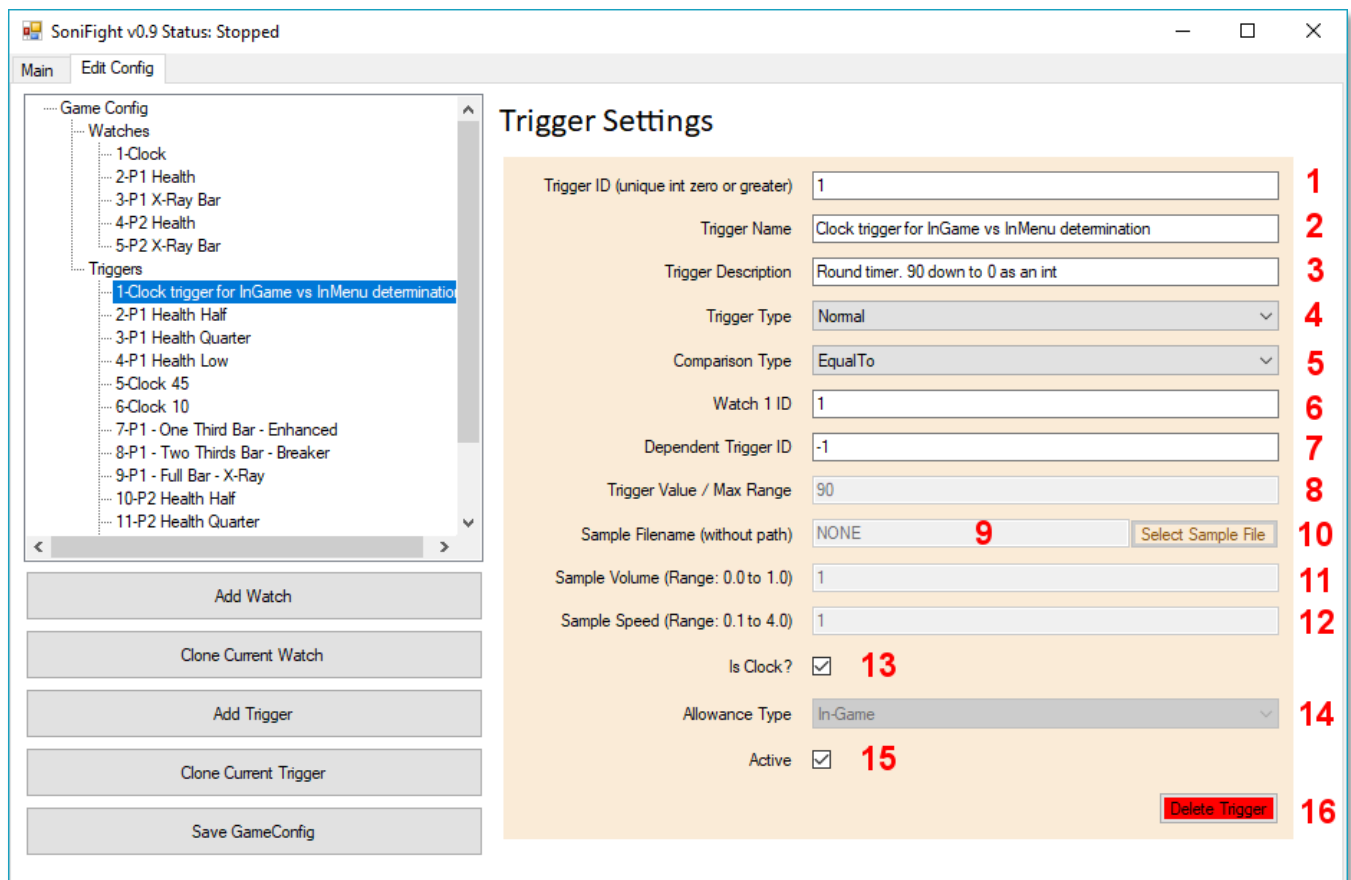 SoniFight v0.9 Status: Stopped
Main
Edit Config
Game Config
Watches
1-Clock
2-P1 Health
3-P1 X-Ray Bar
4-P2 Health
5-P2 X-Ray Bar
Triggers
1-Clock trigger for InGame vs InMenu determination
2-P1 Health Half
3-P1 Health Quarter
4-P1 Health Low
5-Clock 45
6-Clock 10
7-P1 - One Third Bar - Enhanced
8-P1 - Two Thirds Bar - Breaker
9-P1 - Full Bar - X-Ray
10-P2 Health Half
11-P2 Health Quarter
Add Watch
Clone Current Watch
Add Trigger
Clone Current Trigger
Save GameConfig
Trigger Settings
Trigger ID (unique int zero or greater) 1 1
Trigger Name Clock trigger for InGame vs InMenu determination 2
Trigger Description Round timer. 90 down to 0 as an int 3
Trigger Type Normal 4
Comparison Type EqualTo 5
Watch 1 ID 1 6
Dependent Trigger ID -1 7
Trigger Value / Max Range 90 8
Sample Filename (without path) NONE 9 Select Sample File 10
Sample Volume (Range: 0.0 to 1.0) 1 11
Sample Speed (Range: 0.1 to 4.0) 1 12
Is Clock? 13
Allowance Type In-Game 14
Active 15
Delete Trigger 16